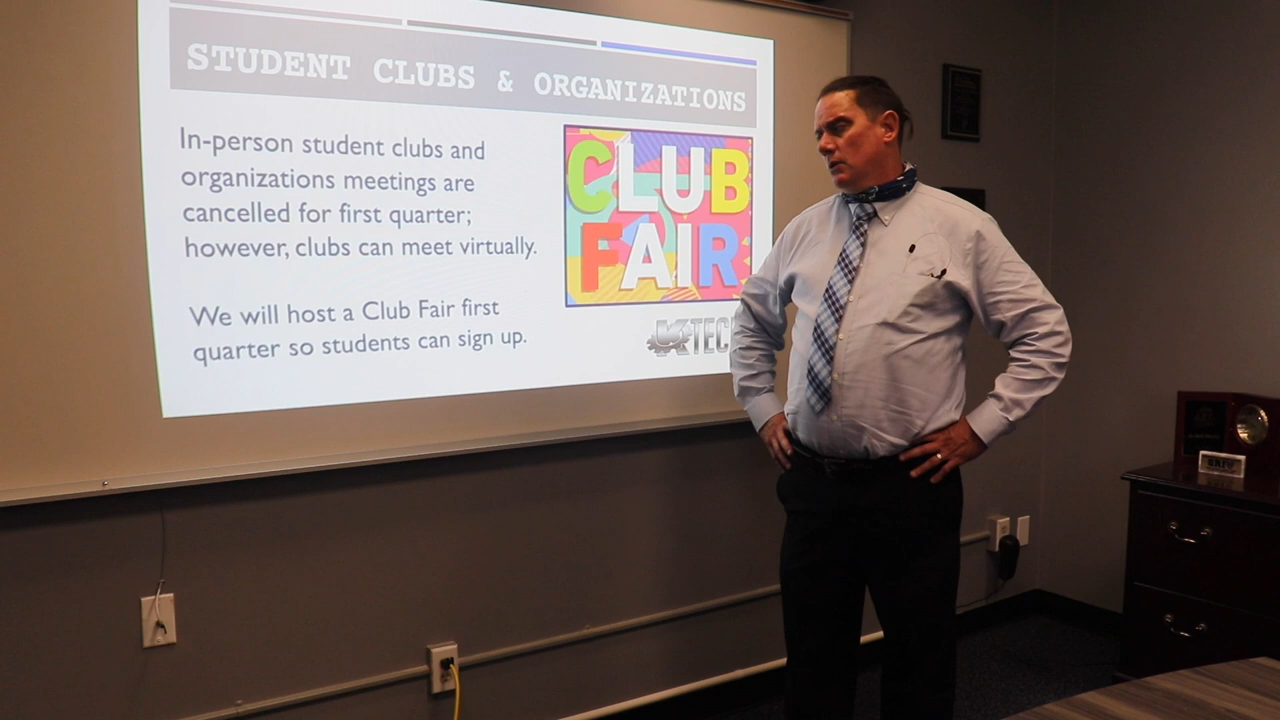 STUDENT CLUBS & ORGANIZATIONS
In-person student clubs and
organizations meetings are
cancelled for first quarter;
however, clubs can meet virtually.
We will host a Club Fair first
quarter so students can sign up.
CLUB
FAIR